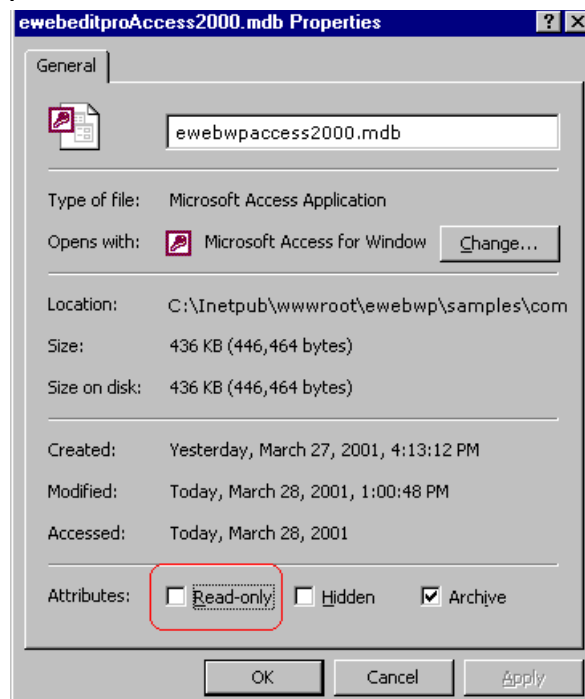 ewebeditproAccess2000.mdb Properties
General
ewebwpaccess2000.mdb
Type of file: Microsoft Access Application
Opens with: Microsoft Access for Window Change...
Location: C:\Inetpub\wwwroot\ewebwp\samples\com
Size: 436 KB (446,464 bytes)
Size on disk: 436 KB (446,464 bytes)
Created: Yesterday, March 27, 2001, 4:13:12 PM
Modified: Today, March 28, 2001, 1:00:48 PM
Accessed: Today, March 28, 2001
Attributes: Read-only Hidden Archive
OK Cancel Apply